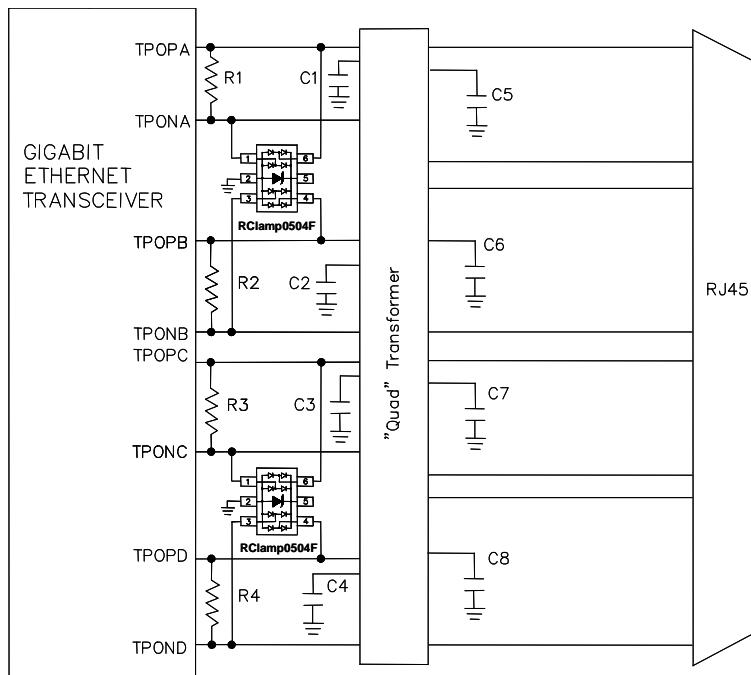 TPOPA
R1
C1
C5
TPONA
GIGABIT
ETHERNET
TRANSCEIVER
1
6
2
5
3
4
RClamp0504F
TPOPB
R2
C2
C6
"Quad" Transformer
RJ45
TPONB
TPOPC
R3
C3
C7
TPONC
1
6
2
5
3
4
RClamp0504F
TPOPD
R4
C4
C8
TPOND